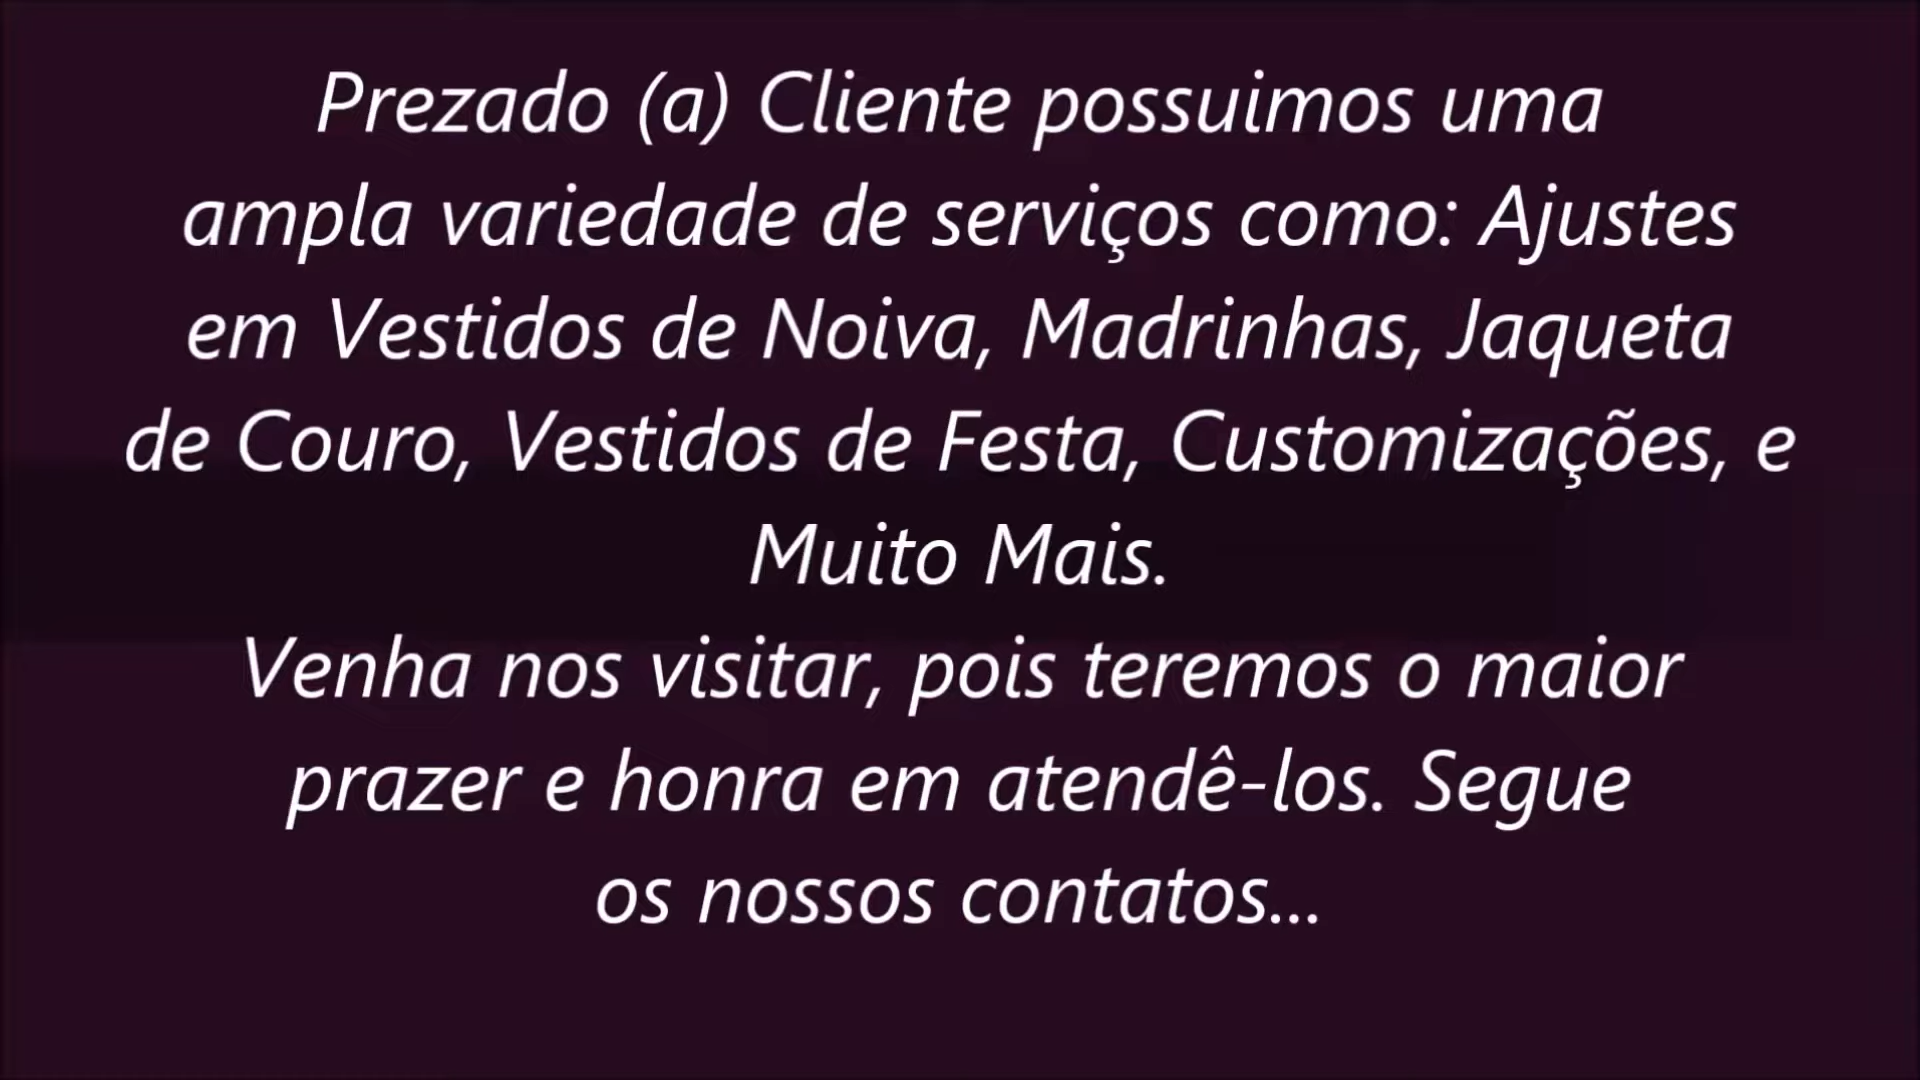 Prezado (a) Cliente possuimos uma
ampla variedade de serviços como: Ajustes
em Vestidos de Noiva, Madrinhas, Jaqueta
de Couro, Vestidos de Festa, Customizações, e
Muito Mais.
Venha nos visitar, pois teremos o maior
prazer e honra em atendê-los. Segue
os nossos contatos...